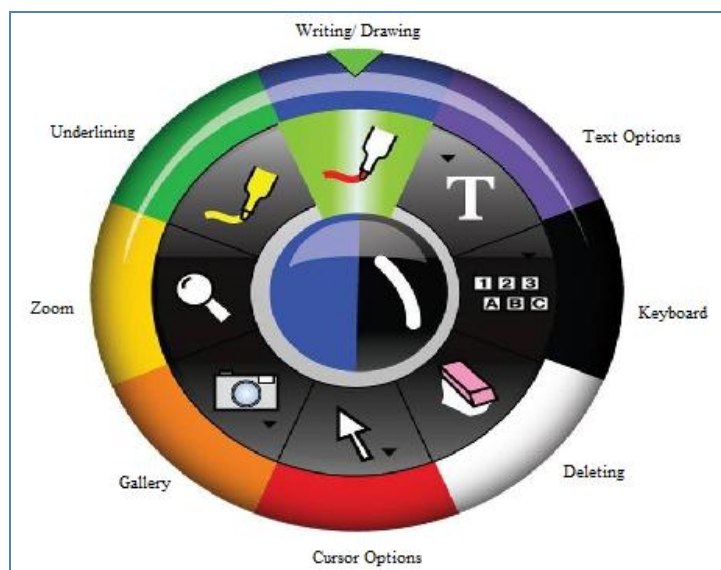 Writing/ Drawing
Underlining
Text Options
T
1 2 3
A B C
Zoom
Keyboard
Gallery
Deleting
Cursor Options